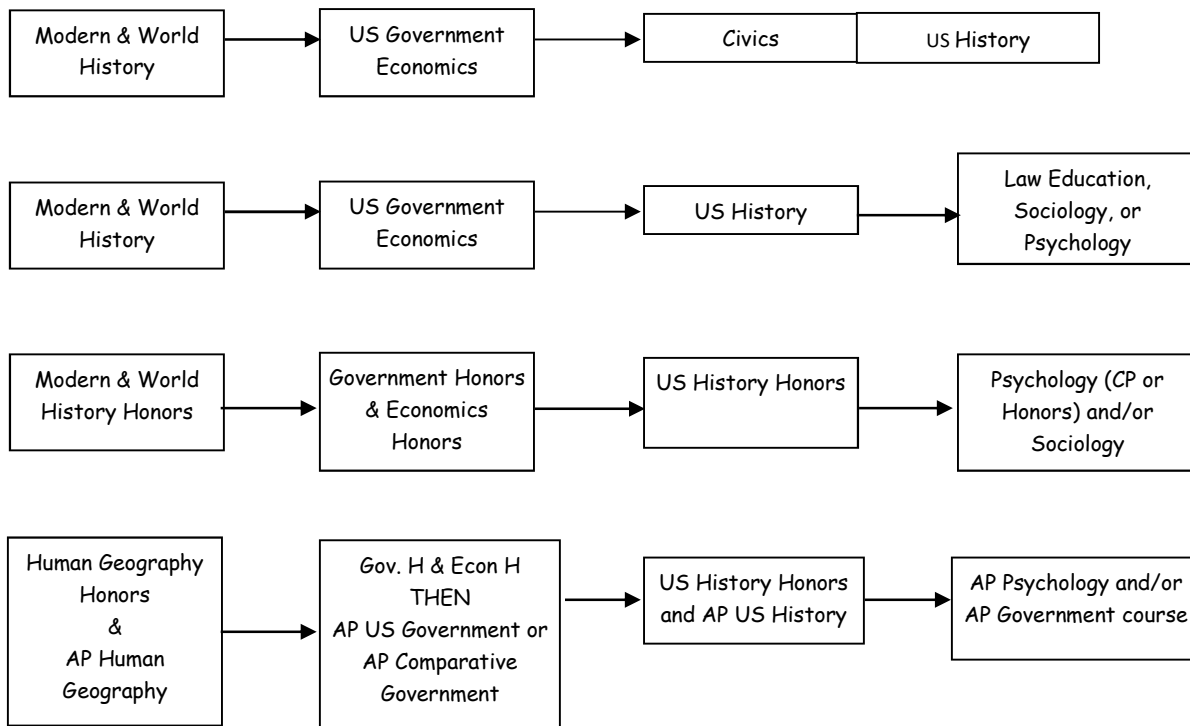 Modern & World
History
US Government
Economics
Civics
US History
Modern & World
History
US Government
Economics
US History
Law Education,
Sociology, or
Psychology
Modern & World
History Honors
Government Honors
& Economics
Honors
US History Honors
Psychology (CP or
Honors) and/or
Sociology
Human Geography
Honors
&
AP Human
Geography
Gov. H & Econ H
THEN
AP US Government or
AP Comparative
Government
US History Honors
and AP US History
AP Psychology and/or
AP Government course